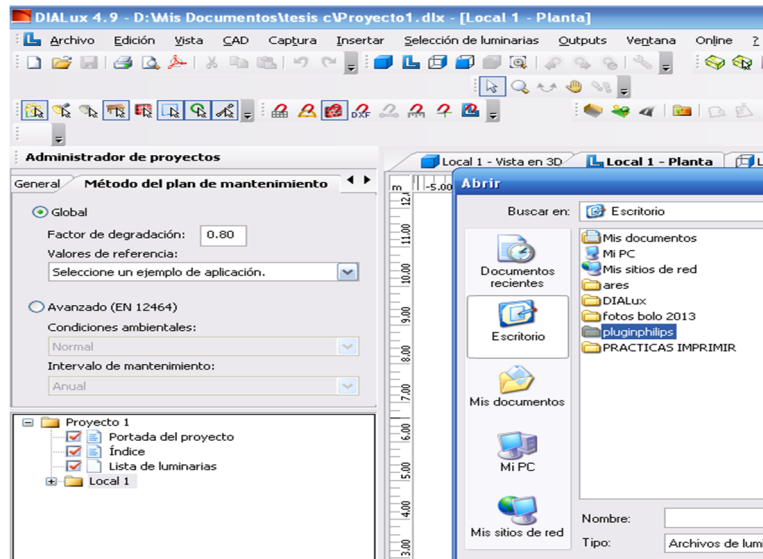 DIALux 4.9 - D:\Mis Documentos\tesis c\Proyecto1.dlx - [Local 1 - Planta]
Archivo Edición Vista CAD Captura Insertar Selección de luminarias Outputs Ventana Online ?
DXF
Administrador de proyectos
General Método del plan de mantenimiento
Global
Factor de degradación: 0.80
Valores de referencia:
Seleccione un ejemplo de aplicación.
Avanzado (EN 12464)
Condiciones ambientales:
Normal
Intervalo de mantenimiento:
Anual
Proyecto 1
Portada del proyecto
Índice
Lista de luminarias
Local 1
Local 1 - Vista en 3D Local 1 - Planta L
m -5.00
12.
11.00
10.00
9.00
8.00
7.00
6.00
5.00
4.00
3.00
Abrir
Buscar en: Escritorio
Documentos recientes
Escritorio
Mis documentos
Mi PC
Mis sitios de red
Mis documentos
Mi PC
Mis sitios de red
ares
DIALux
fotos bolo 2013
pluginphilips
PRACTICAS IMPRIMIR
Nombre:
Tipo: Archivos de lumi